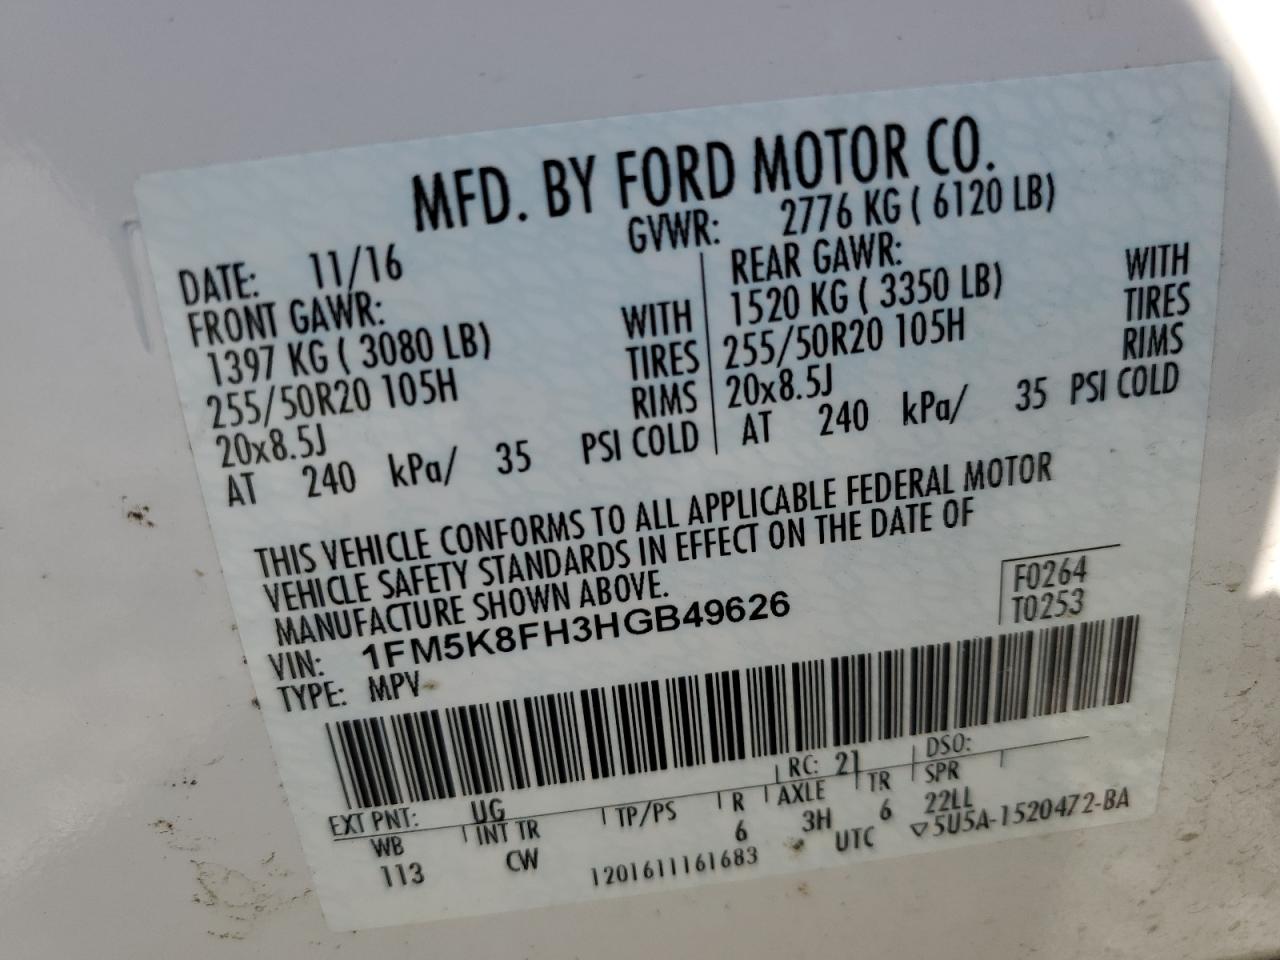 MFD. BY FORD MOTOR CO.
DATE: 11/16 GVWR: 2776 KG ( 6120 LB)
FRONT GAWR: REAR GAWR:
1397 KG ( 3080 LB) WITH 1520 KG ( 3350 LB) WITH
255/50R20 105H TIRES 255/50R20 105H TIRES
20x8.5J RIMS 20x8.5J RIMS
AT 240 kPa/ 35 PSI COLD AT 240 kPa/ 35 PSI COLD
THIS VEHICLE CONFORMS TO ALL APPLICABLE FEDERAL MOTOR
VEHICLE SAFETY STANDARDS IN EFFECT ON THE DATE OF
MANUFACTURE SHOWN ABOVE.
F0264
T0253
VIN: 1FM5K8FH3HGB49626
TYPE: MPV
EXT PNT: UG RC: 21 DSO:
WB INT TR TP/PS R AXLE TR SPR
113 CW 6 3H 6 22LL
1201611161683 UTC ▽5U5A-1520472-BA